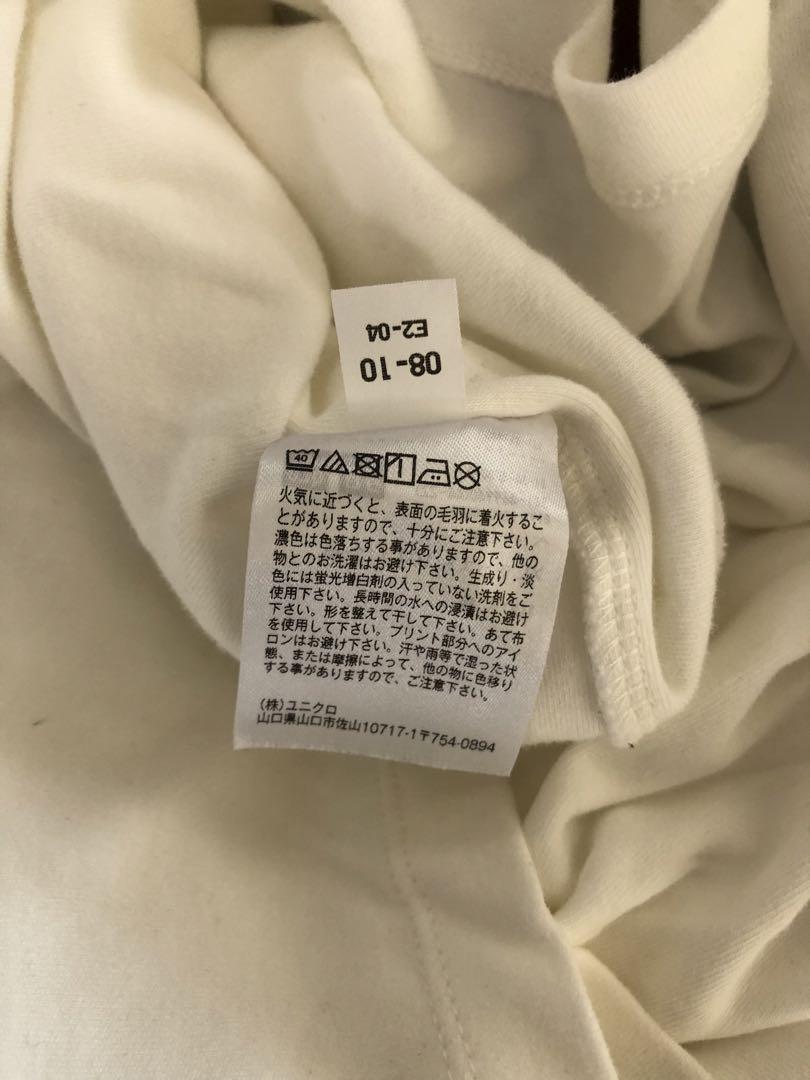 08-10
E2-04
40
火気に近づくと、表面の毛羽に着火するこ
とがありますので、十分にご注意下さい。
濃色は色落ちする事がありますので、他の
物とのお洗濯はお避け下さい。生成り・淡
色には蛍光増白剤の入っていない洗剤をご
使用下さい。長時間の水への浸漬はお避け
下さい。形を整えて干して下さい。あて布
を使用して下さい。プリント部分へのアイ
ロンはお避け下さい。汗や雨等で湿った状
態、または摩擦によって、他の物に色移り
する事がありますので、ご注意下さい。
(株)ユニクロ
山口県山口市佐山10717-1〒754-0894